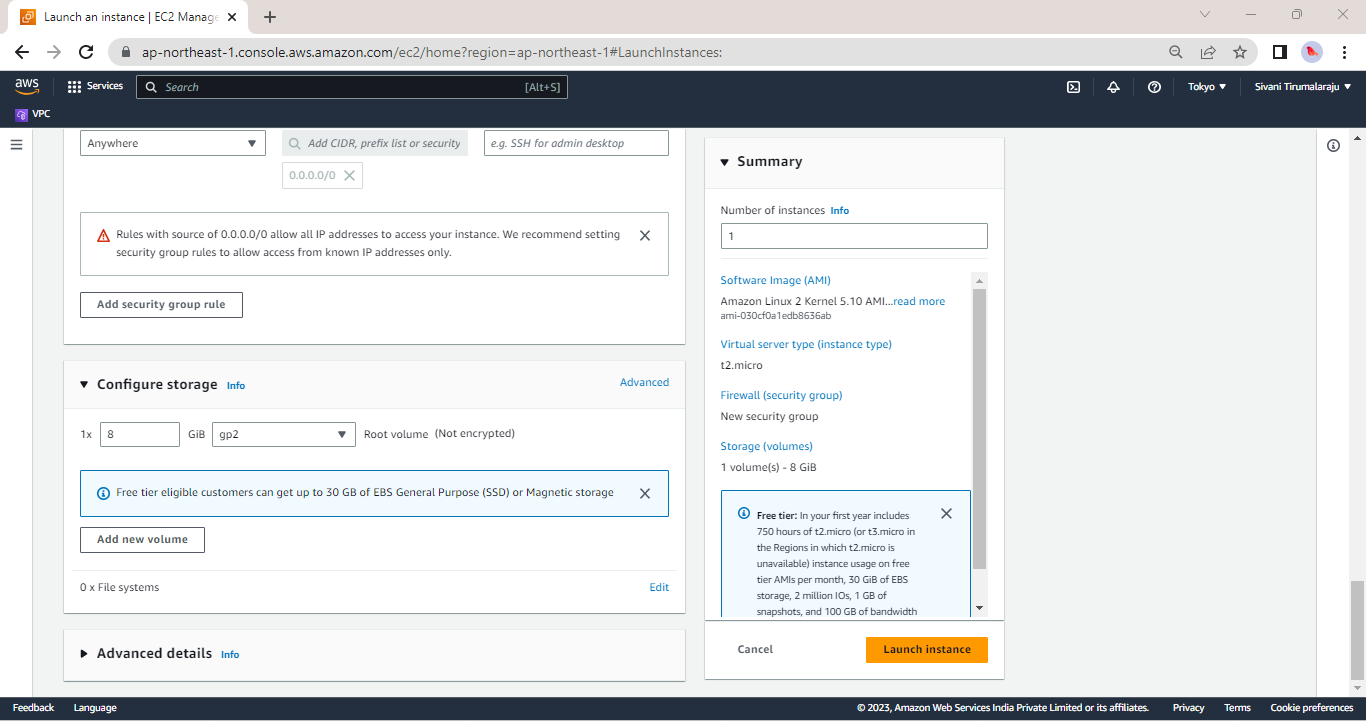 Launch an instance | EC2 Manage
ap-northeast-1.console.aws.amazon.com/ec2/home?region=ap-northeast-1#LaunchInstances:
aws
Services
Search
[Alt+S]
Tokyo
Sivani Tirumalaraju
VPC
Anywhere
Add CIDR, prefix list or security
e.g. SSH for admin desktop
0.0.0.0/0
Rules with source of 0.0.0.0/0 allow all IP addresses to access your instance. We recommend setting
security group rules to allow access from known IP addresses only.
Add security group rule
Configure storage Info
Advanced
1x
8
GiB
gp2
Root volume (Not encrypted)
Free tier eligible customers can get up to 30 GB of EBS General Purpose (SSD) or Magnetic storage
Add new volume
0 x File systems
Edit
Advanced details Info
Summary
Number of instances Info
1
Software Image (AMI)
Amazon Linux 2 Kernel 5.10 AMI...read more
ami-030cf0a1edb8636ab
Virtual server type (instance type)
t2.micro
Firewall (security group)
New security group
Storage (volumes)
1 volume(s) - 8 GiB
Free tier: In your first year includes
750 hours of t2.micro (or t3.micro in
the Regions in which t2.micro is
unavailable) instance usage on free
tier AMIs per month, 30 GiB of EBS
storage, 2 million IOs, 1 GB of
snapshots, and 100 GB of bandwidth
Cancel
Launch instance
Feedback
Language
© 2023, Amazon Web Services India Private Limited or its affiliates.
Privacy
Terms
Cookie preferences